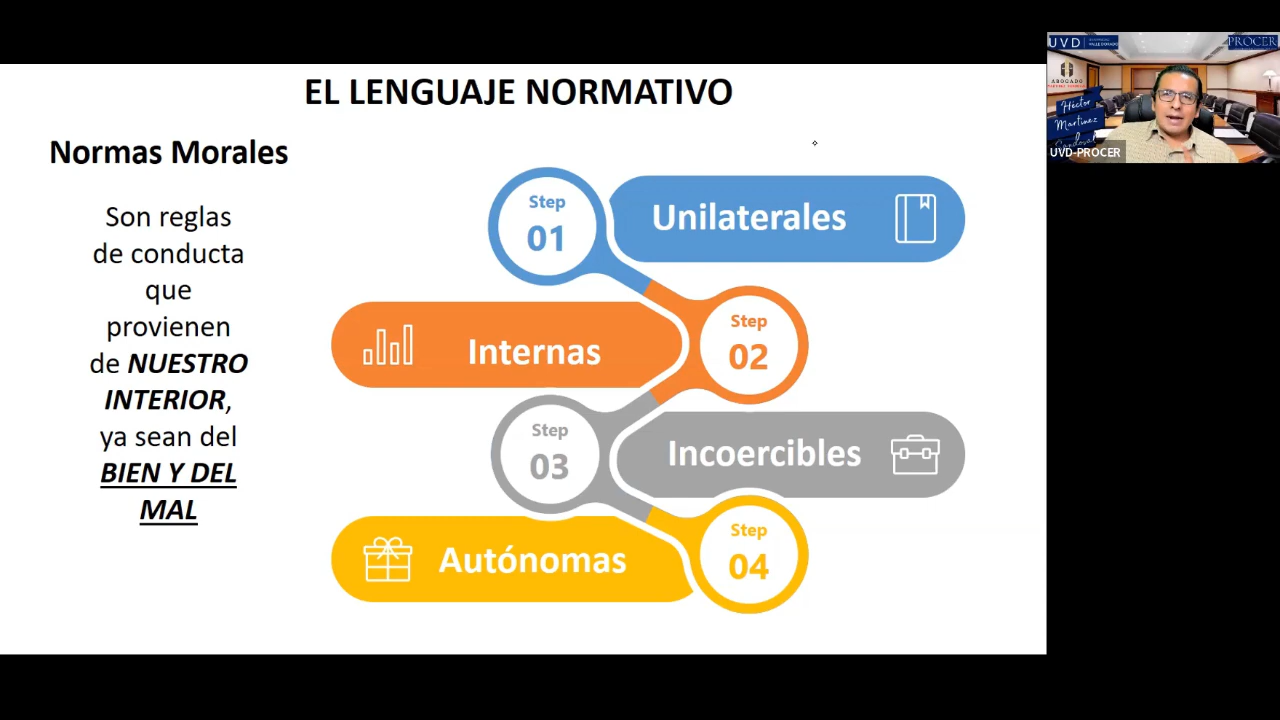 EL LENGUAJE NORMATIVO
Normas Morales
Son reglas
de conducta
que
provienen
de NUESTRO
INTERIOR,
ya sean del
BIEN Y DEL
MAL
Step
01
Unilaterales
Internas
Step
02
Step
03
Incoercibles
Autónomas
Step
04
UVD
PROCER
ABOGADO
Héctor
Martínez
Sandoval
UVD-PROCER